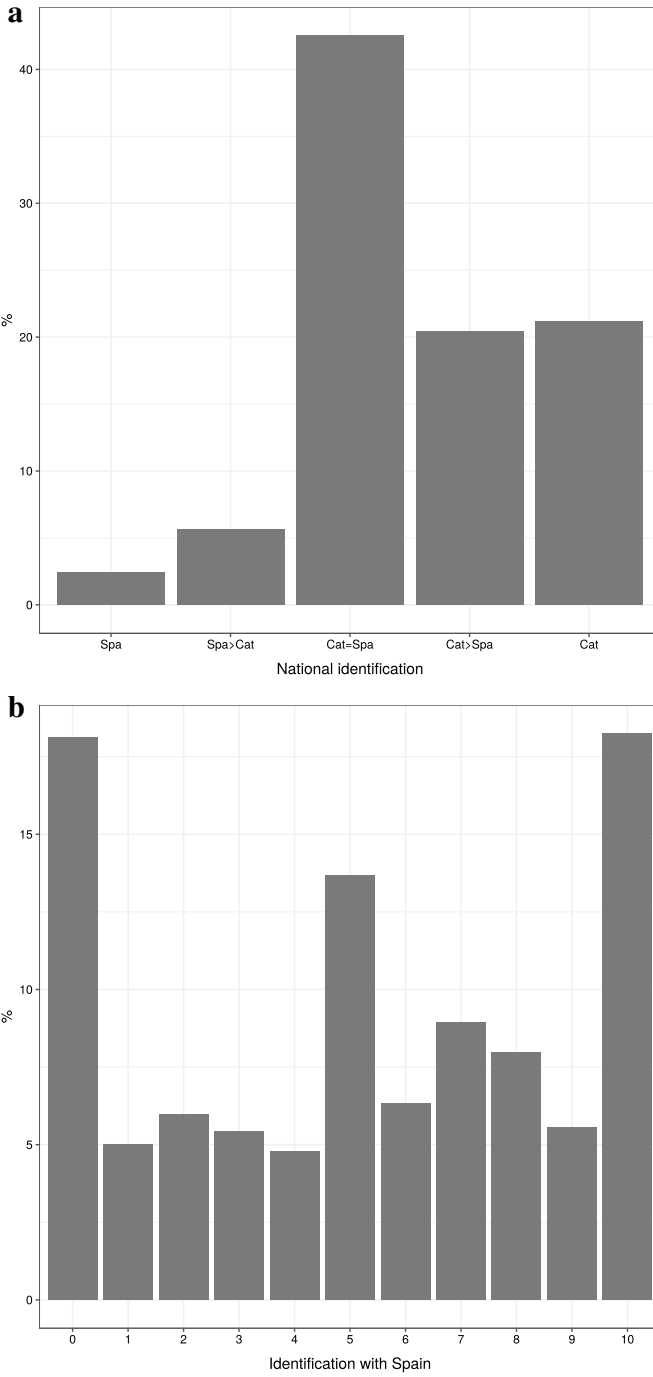 a
40
30
20
10
0
%
Spa Spa>Cat Cat=Spa Cat>Spa Cat
National identification
b
15
10
5
0
%
0 1 2 3 4 5 6 7 8 9 10
Identification with Spain